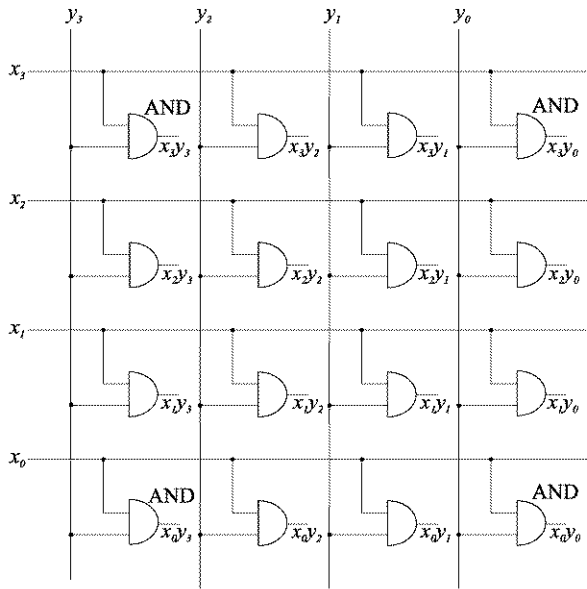 y₃ y₂ y₁ y₀
x₃
AND AND
x₃y₃ x₃y₂ x₃y₁ x₃y₀
x₂
x₂y₃ x₂y₂ x₂y₁ x₂y₀
x₁
x₁y₃ x₁y₂ x₁y₁ x₁y₀
x₀
AND AND
x₀y₃ x₀y₂ x₀y₁ x₀y₀